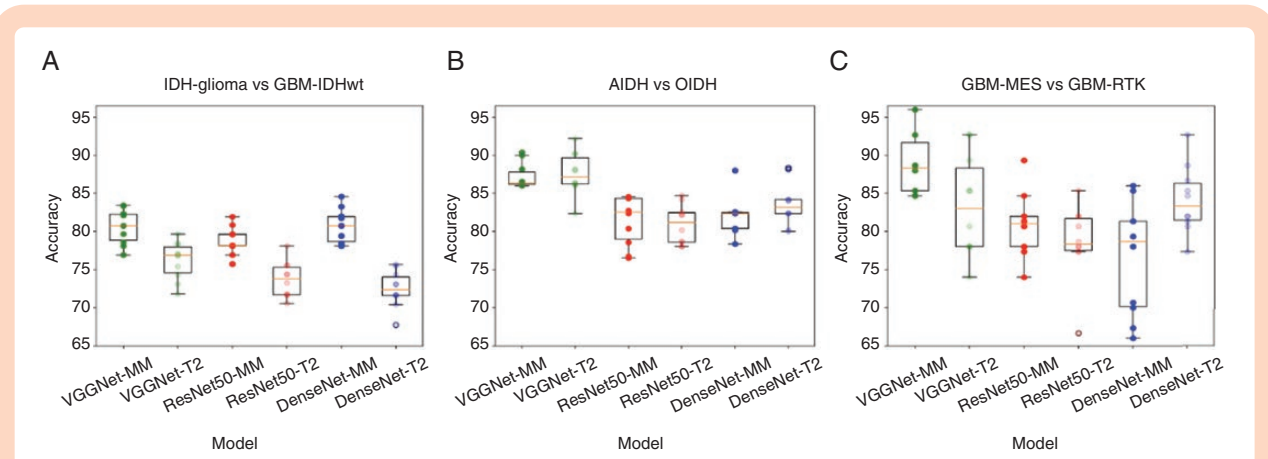 A
IDH-glioma vs GBM-IDHwt
95
90
85
80
75
70
65
Accuracy
VGGNet-MM
VGGNet-T2
ResNet50-MM
ResNet50-T2
DenseNet-MM
DenseNet-T2
Model
B
AIDH vs OIDH
95
90
85
80
75
70
65
Accuracy
VGGNet-MM
VGGNet-T2
ResNet50-MM
ResNet50-T2
DenseNet-MM
DenseNet-T2
Model
C
GBM-MES vs GBM-RTK
95
90
85
80
75
70
65
Accuracy
VGGNet-MM
VGGNet-T2
ResNet50-MM
ResNet50-T2
DenseNet-MM
DenseNet-T2
Model